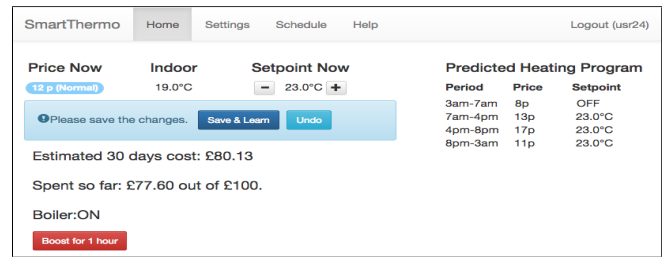 SmartThermo Home Settings Schedule Help Logout (usr24)
Price Now Indoor Setpoint Now
12 p (Normal) 19.0°C − 23.0°C +
Please save the changes. Save & Learn Undo
Estimated 30 days cost: £80.13
Spent so far: £77.60 out of £100.
Boiler:ON
Boost for 1 hour
Predicted Heating Program
Period Price Setpoint
3am-7am 8p OFF
7am-4pm 13p 23.0°C
4pm-8pm 17p 23.0°C
8pm-3am 11p 23.0°C